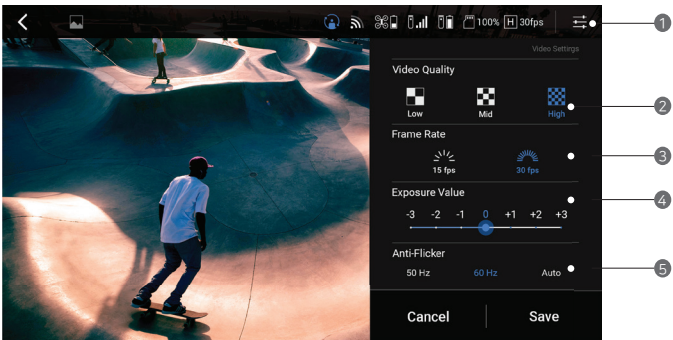 100% H 30fps
1
Video Settings
Video Quality
Low Mid High
2
Frame Rate
15 fps 30 fps
3
Exposure Value
4
-3 -2 -1 0 +1 +2 +3
Anti-Flicker
50 Hz 60 Hz Auto
5
Cancel Save